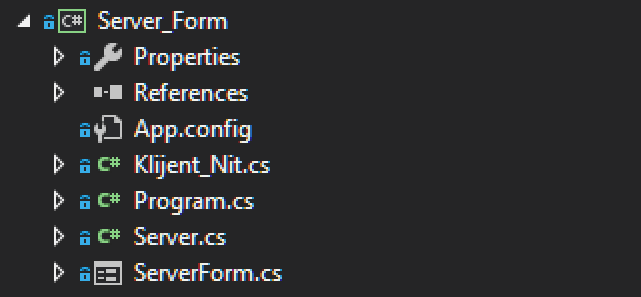 C# Server_Form
Properties
References
App.config
C# Klijent_Nit.cs
C# Program.cs
C# Server.cs
ServerForm.cs